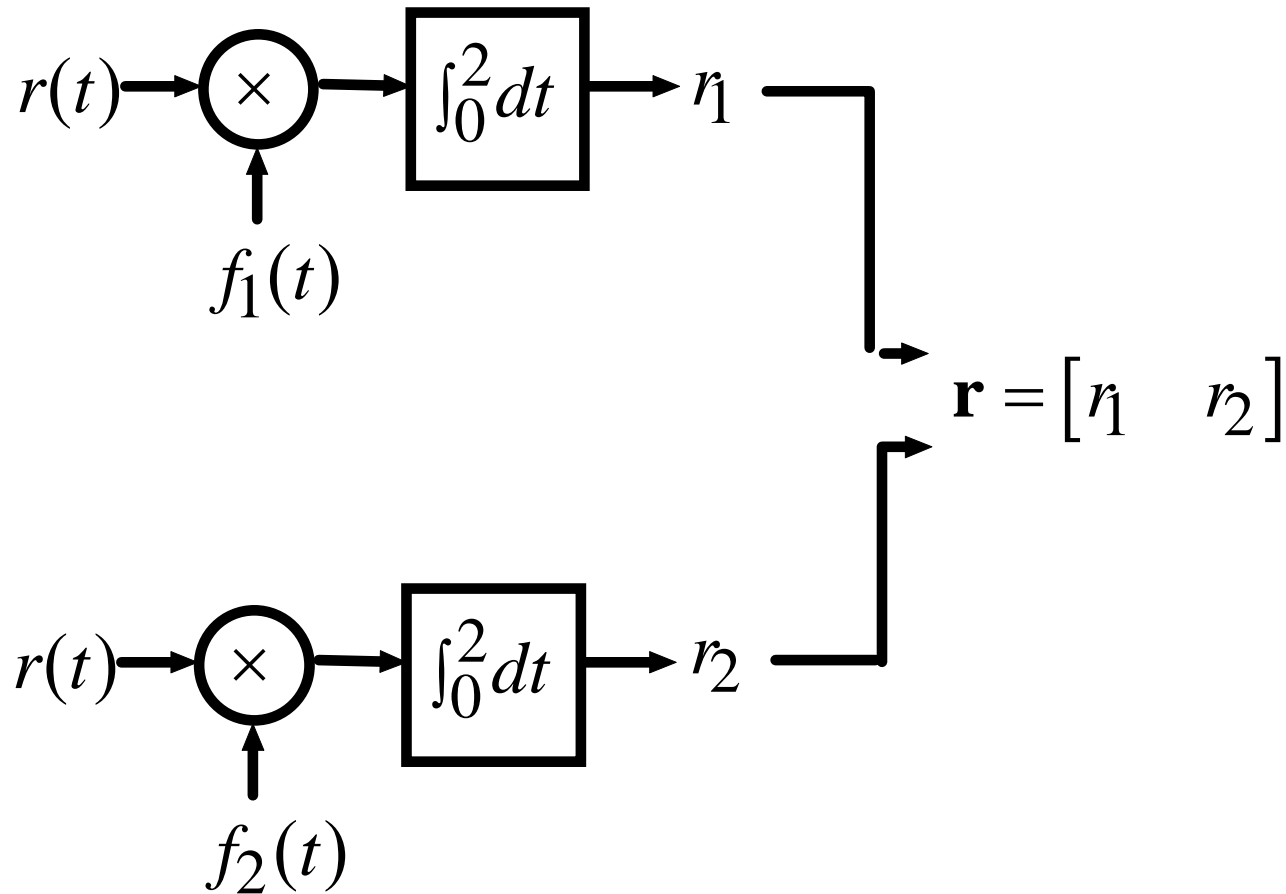 r(t) × ∫₀² dt r₁
f₁(t)
r = [r₁ r₂]
r(t) × ∫₀² dt r₂
f₂(t)